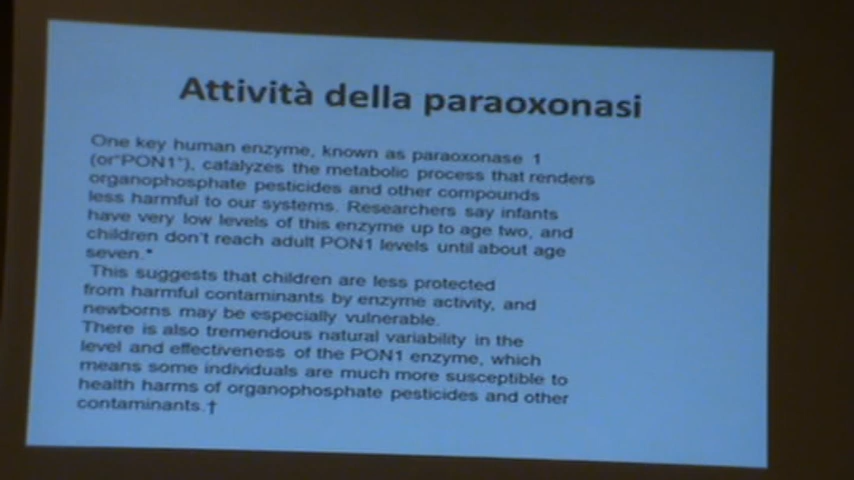 Attività della paraoxonasi
One key human enzyme, known as paraoxonase 1
(or"PON1"), catalyzes the metabolic process that renders
organophosphate pesticides and other compounds
less harmful to our systems. Researchers say infants
have very low levels of this enzyme up to age two, and
children don't reach adult PON1 levels until about age
seven.*
This suggests that children are less protected
from harmful contaminants by enzyme activity, and
newborns may be especially vulnerable.
There is also tremendous natural variability in the
level and effectiveness of the PON1 enzyme, which
means some individuals are much more susceptible to
health harms of organophosphate pesticides and other
contaminants.†